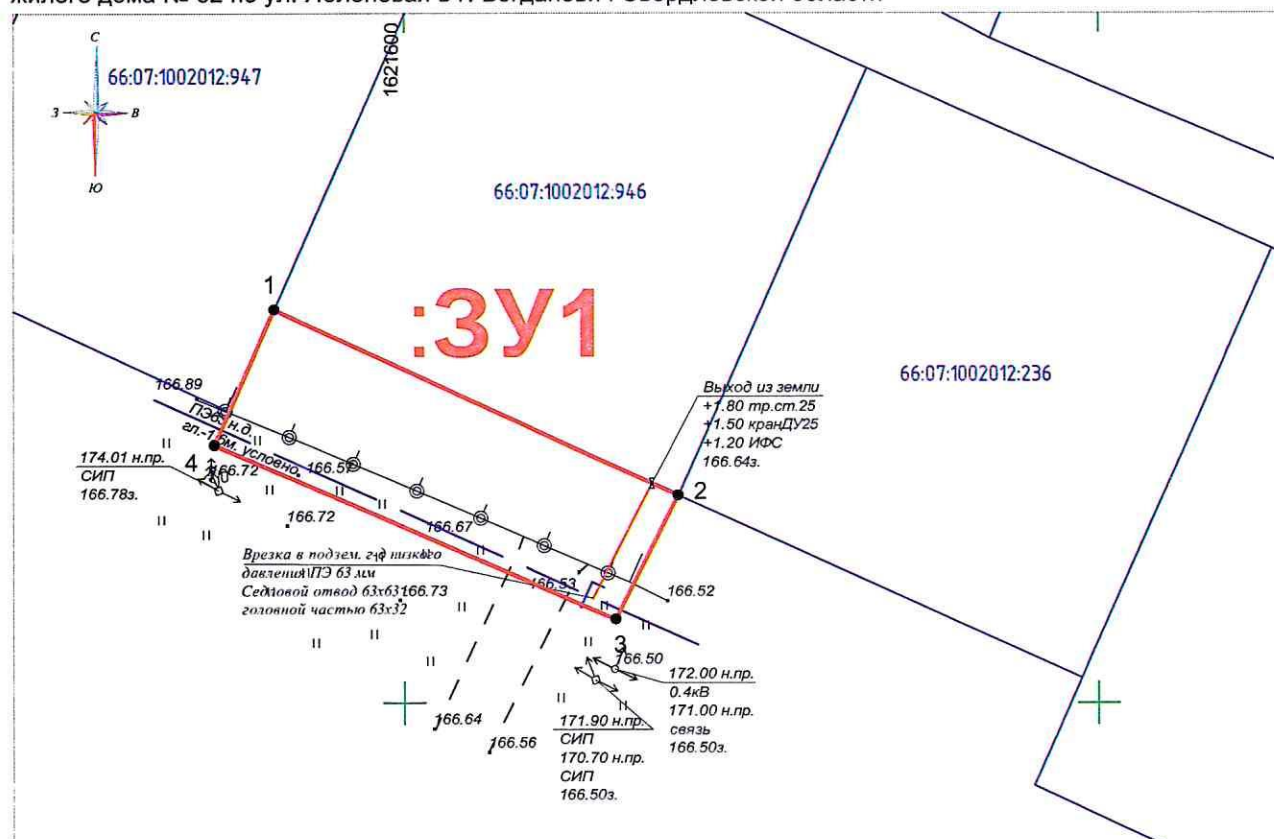 С
З
В
Ю
66:07:1002012:947
1621600
66:07:1002012:946
1
:ЗУ1
66:07:1002012:236
166.89
ПЭ63 н.д.
гл.-1.6м. условно
Выход из земли
+1.80 тр.ст.25
+1.50 кранДУ25
+1.20 ИФС
166.64з.
2
4
174.01 н.пр.
СИП
166.78з.
166.72
166.57
166.72
166.67
Врезка в подзем. г-д низкого
давления ПЭ 63 мм
Седловой отвод 63х63 с
головной частью 63х32
166.73
166.53
166.52
3
166.50
172.00 н.пр.
0.4кВ
171.00 н.пр.
связь
166.50з.
166.64
166.56
171.90 н.пр.
СИП
170.70 н.пр.
СИП
166.50з.